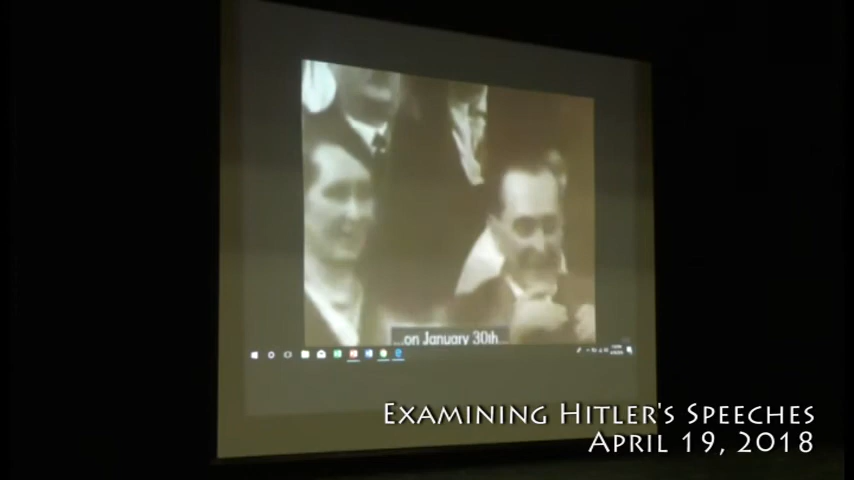 ...on January 30th...
EXAMINING HITLER'S SPEECHES
APRIL 19, 2018